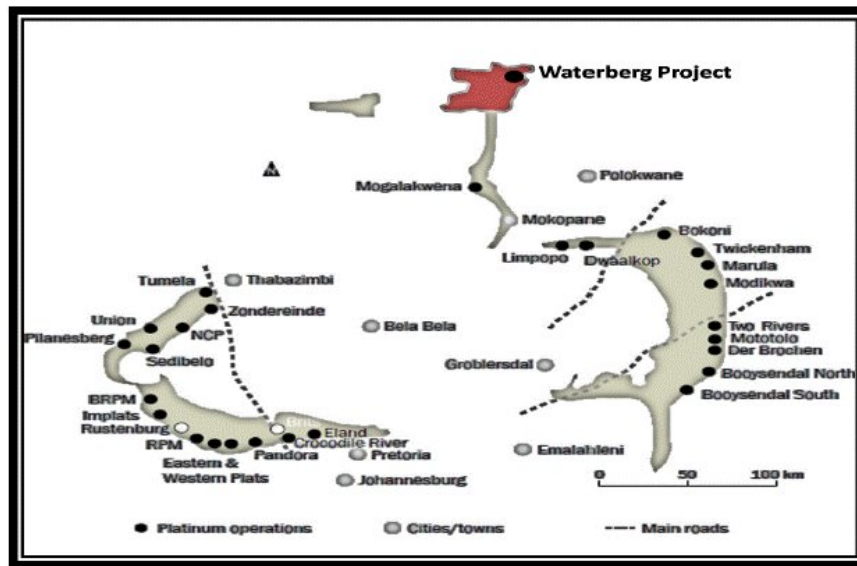 Waterberg Project
N
Mogalakwena
Polokwane
Mokopane
Bokoni
Limpopo
Dwaalkop
Twickenham
Marula
Modikwa
Tumela
Thabazimbi
Zondereinde
Union
NCP
Bela Bela
Two Rivers
Mototolo
Der Brochen
Pilanesberg
Sedibelo
Groblersdal
Booysendal North
Booysendal South
BRPM
Implats
Rustenburg
Brits
Eland
RPM
Crocodile River
Pandora
Pretoria
Eastern &
Western Plats
Emalahleni
Johannesburg
0 50 100
km
Platinum operations
Cities/towns
Main roads